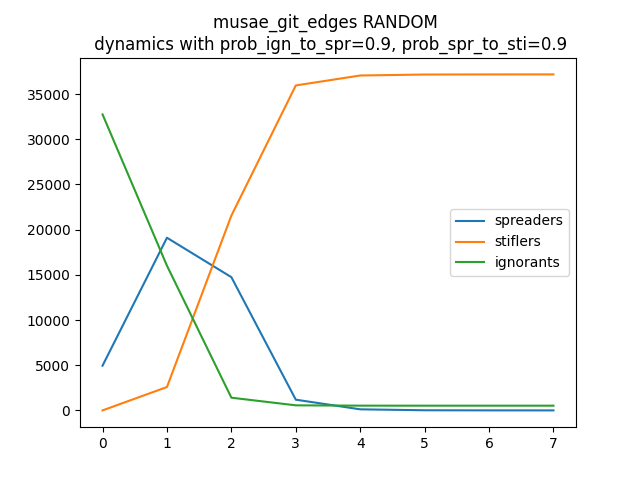 musae_git_edges RANDOM
dynamics with prob_ign_to_spr=0.9, prob_spr_to_sti=0.9
35000
30000
25000
20000
15000
10000
5000
0
spreaders
stiflers
ignorants
0 1 2 3 4 5 6 7